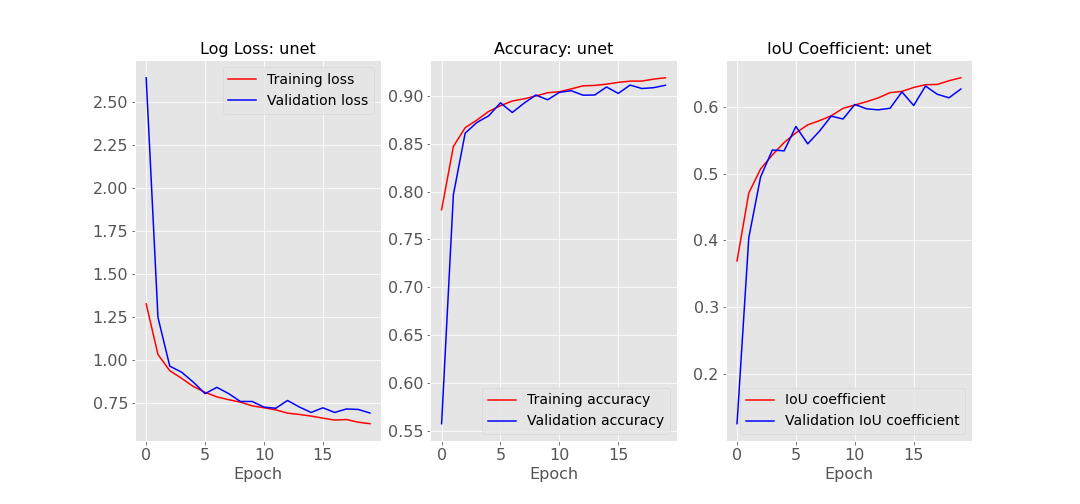 Log Loss: unet
Training loss
Validation loss
2.50
2.25
2.00
1.75
1.50
1.25
1.00
0.75
0
5
10
15
Epoch
Accuracy: unet
0.90
0.85
0.80
0.75
0.70
0.65
0.60
0.55
Training accuracy
Validation accuracy
0
5
10
15
Epoch
IoU Coefficient: unet
0.6
0.5
0.4
0.3
0.2
IoU coefficient
Validation IoU coefficient
0
5
10
15
Epoch